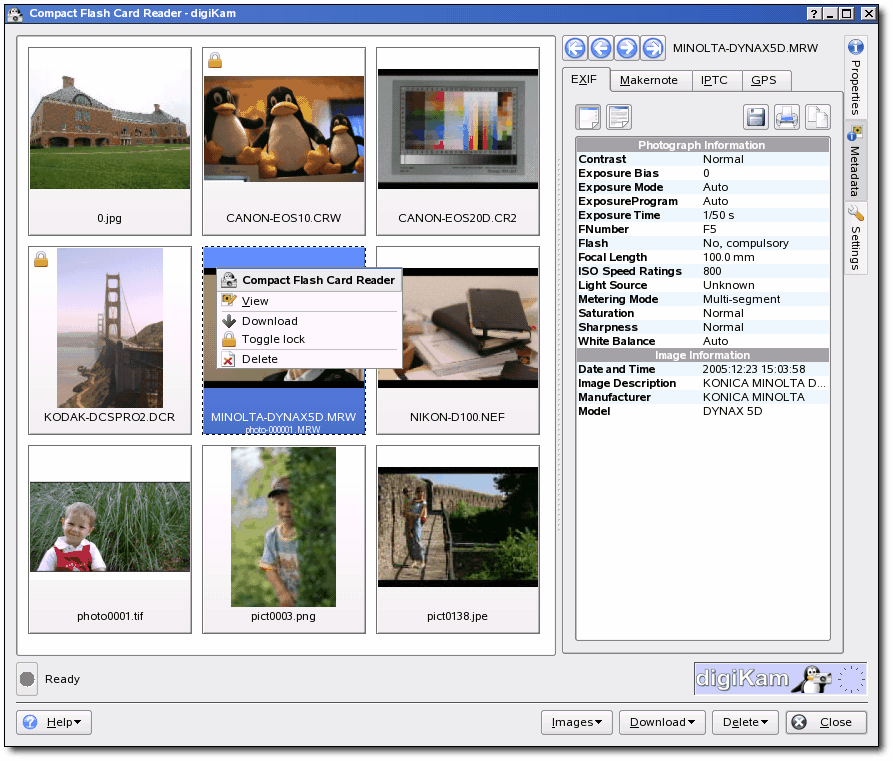 Compact Flash Card Reader - digiKam
MINOLTA-DYNAX5D.MRW
EXIF Makernote IPTC GPS
Properties
Metadata
Settings
0.jpg
CANON-EOS10.CRW
CANON-EOS20D.CR2
KODAK-DCSPRO2.DCR
MINOLTA-DYNAX5D.MRW
photo-000001.MRW
NIKON-D100.NEF
photo0001.tif
pict0003.png
pict0138.jpe
Compact Flash Card Reader
View
Download
Toggle lock
Delete
Photograph Information
Contrast Normal
Exposure Bias 0
Exposure Mode Auto
ExposureProgram Auto
Exposure Time 1/50 s
FNumber F5
Flash No, compulsory
Focal Length 100.0 mm
ISO Speed Ratings 800
Light Source Unknown
Metering Mode Multi-segment
Saturation Normal
Sharpness Normal
White Balance Auto
Image Information
Date and Time 2005:12:23 15:03:58
Image Description KONICA MINOLTA D...
Manufacturer KONICA MINOLTA
Model DYNAX 5D
Ready
digiKam
Help Images Download Delete Close